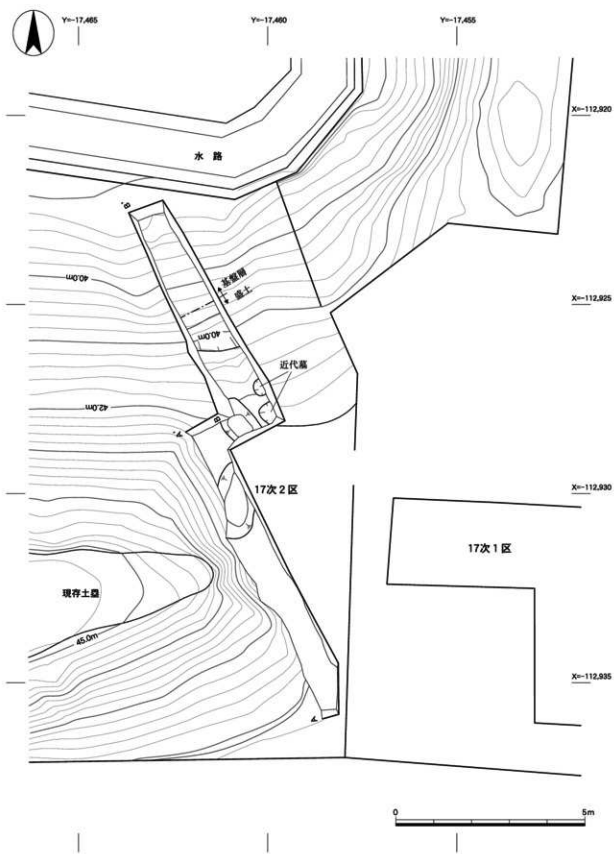 Y=-17,465
Y=-17,460
Y=-17,455
X=-112,920
水路
B'
40.0m
基盤層
盛土
X=-112,925
40.0m
近代墓
42.0m
B
A'
17次2区
X=-112,930
17次1区
現存土塁
45.0m
X=-112,935
A
0
5m